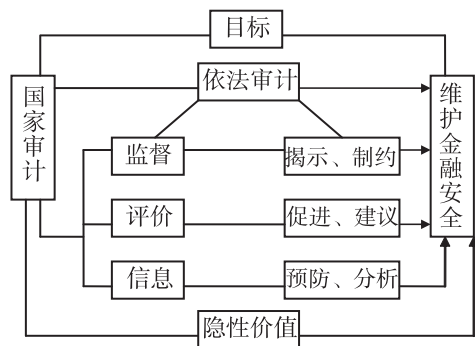 目标
依法审计
国家审计
维护金融安全
监督
揭示、制约
评价
促进、建议
信息
预防、分析
隐性价值